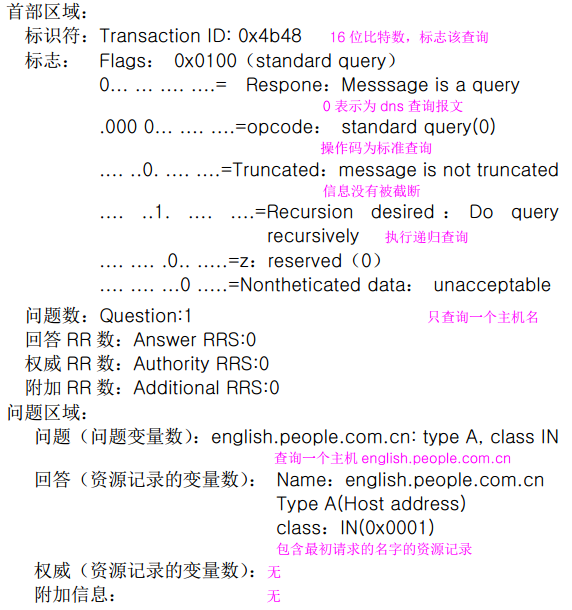 首部区域：
标识符：Transaction ID: 0x4b48 16 位比特数，标志该查询
标志： Flags： 0x0100（standard query）
0... ... .... ....= Respone：Messsage is a query
0 表示为 dns 查询报文
.000 0... .... ....=opcode： standard query(0)
操作码为标准查询
.... ..0. .... ....=Truncated：message is not truncated
信息没有被截断
.... ..1. .... ....=Recursion desired：Do query
recursively 执行递归查询
.... .... .0.. .....=z：reserved（0）
.... .... ...0 .....=Nontheticated data： unacceptable
问题数：Question:1 只查询一个主机名
回答 RR 数：Answer RRS:0
权威 RR 数：Authority RRS:0
附加 RR 数：Additional RRS:0
问题区域：
问题（问题变量数）：english.people.com.cn: type A, class IN
查询一个主机 english.people.com.cn
回答（资源记录的变量数）： Name：english.people.com.cn
Type A(Host address)
class：IN(0x0001)
包含最初请求的名字的资源记录
权威（资源记录的变量数）：无
附加信息： 无